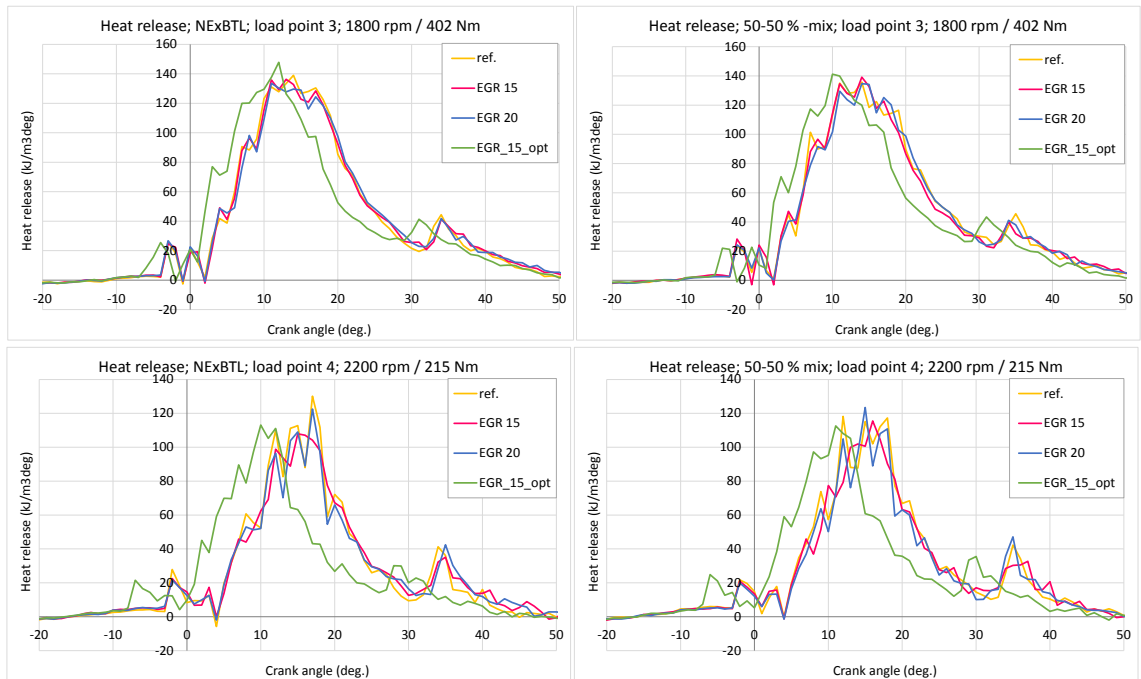 Heat release; NExBTL; load point 3; 1800 rpm / 402 Nm
160
140
120
100
80
60
40
20
0
-20
-20 -10 0 10 20 30 40 50
Heat release (kJ/m3deg)
Crank angle (deg.)
ref.
EGR 15
EGR 20
EGR_15_opt
Heat release; 50-50 % -mix; load point 3; 1800 rpm / 402 Nm
160
140
120
100
80
60
40
20
0
-20
-20 -10 0 10 20 30 40 50
Heat release (kJ/m3deg)
Crank angle (deg.)
ref.
EGR 15
EGR 20
EGR_15_opt
Heat release; NExBTL; load point 4; 2200 rpm / 215 Nm
140
120
100
80
60
40
20
0
-20
-20 -10 0 10 20 30 40 50
Heat release (kJ/m3deg)
Crank angle (deg.)
ref.
EGR 15
EGR 20
EGR_15_opt
Heat release; 50-50 % mix; load point 4; 2200 rpm / 215 Nm
140
120
100
80
60
40
20
0
-20
-20 -10 0 10 20 30 40 50
Heat release (kJ/m3deg)
Crank angle (deg.)
ref.
EGR 15
EGR 20
EGR_15_opt